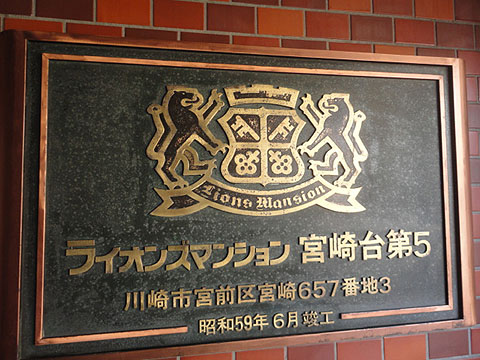 Lions Mansion
ライオンズマンション 宮崎台第5
川崎市宮前区宮崎657番地3
昭和59年6月竣工